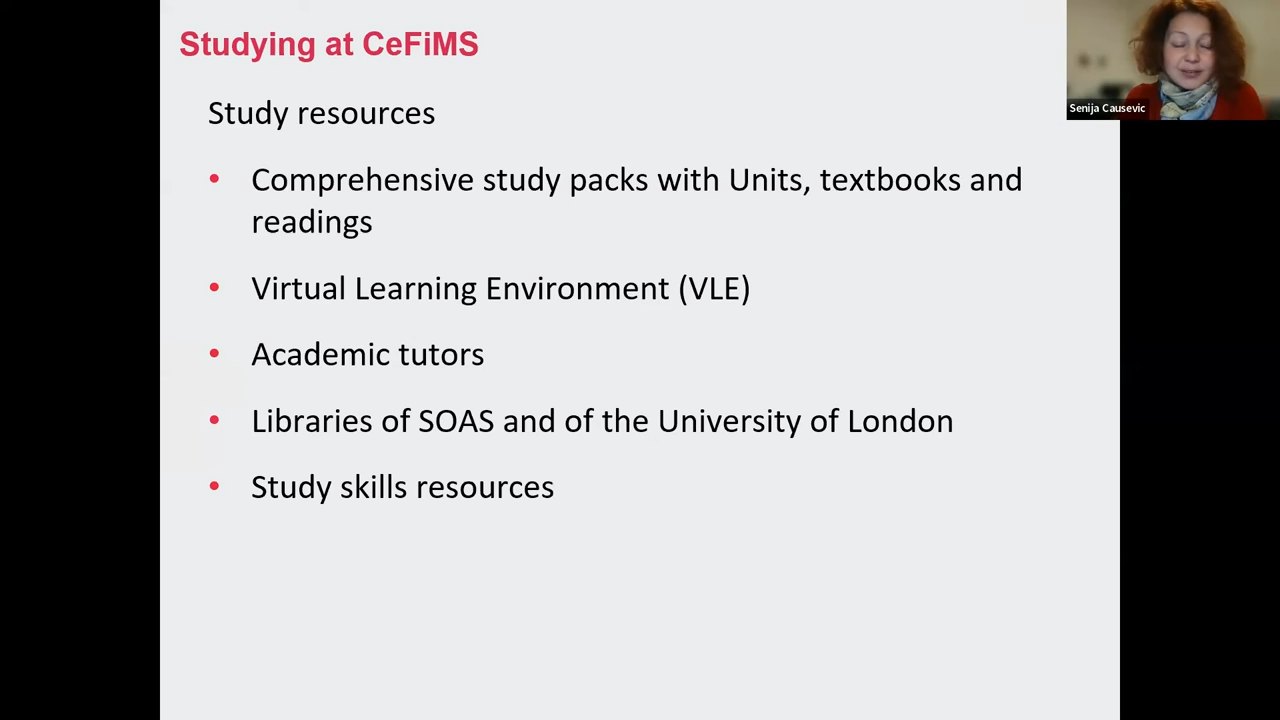 Studying at CeFiMS
Senija Causevic
Study resources
• Comprehensive study packs with Units, textbooks and
readings
• Virtual Learning Environment (VLE)
• Academic tutors
• Libraries of SOAS and of the University of London
• Study skills resources